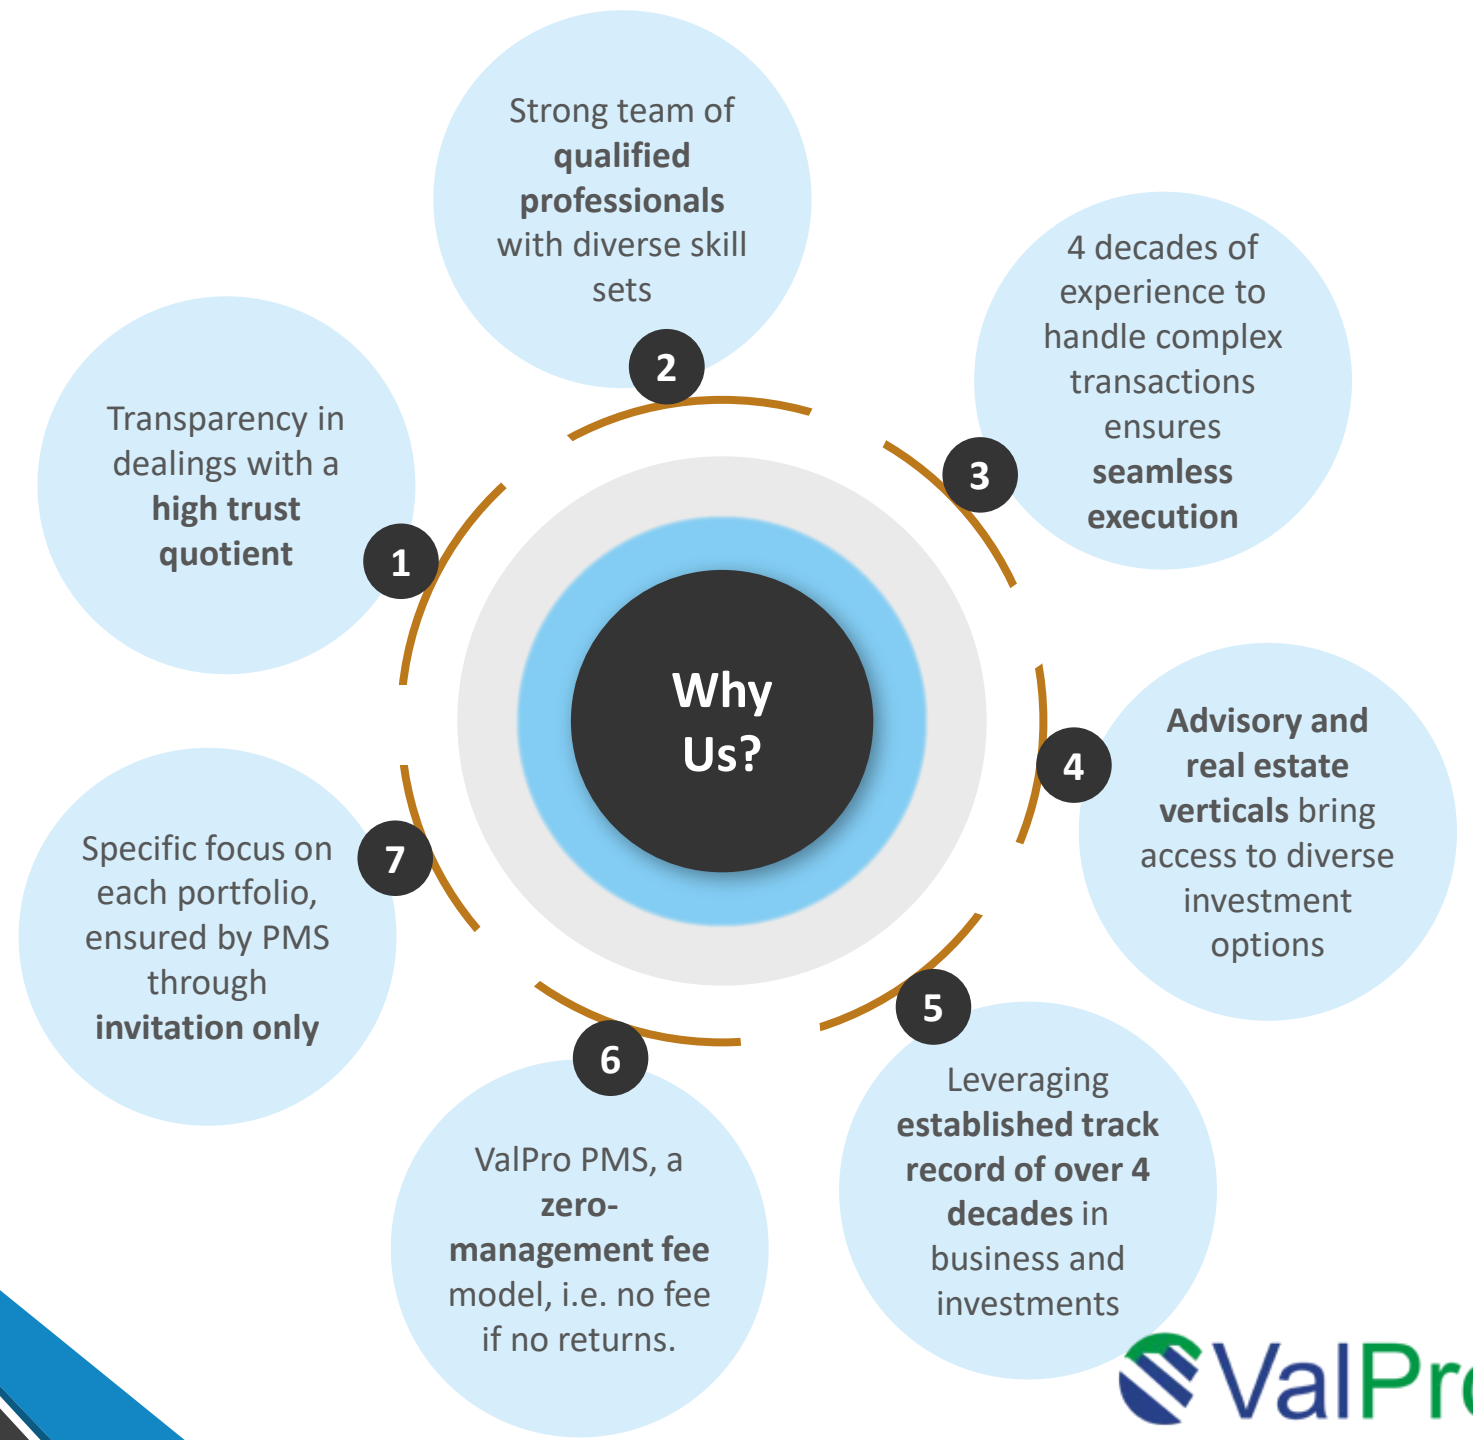 Why
Us?
1
Transparency in
dealings with a
high trust
quotient
2
Strong team of
qualified
professionals
with diverse skill
sets
3
4 decades of
experience to
handle complex
transactions
ensures
seamless
execution
4
Advisory and
real estate
verticals bring
access to diverse
investment
options
5
Leveraging
established track
record of over 4
decades in
business and
investments
6
ValPro PMS, a
zero-
management fee
model, i.e. no fee
if no returns.
7
Specific focus on
each portfolio,
ensured by PMS
through
invitation only
ValPro